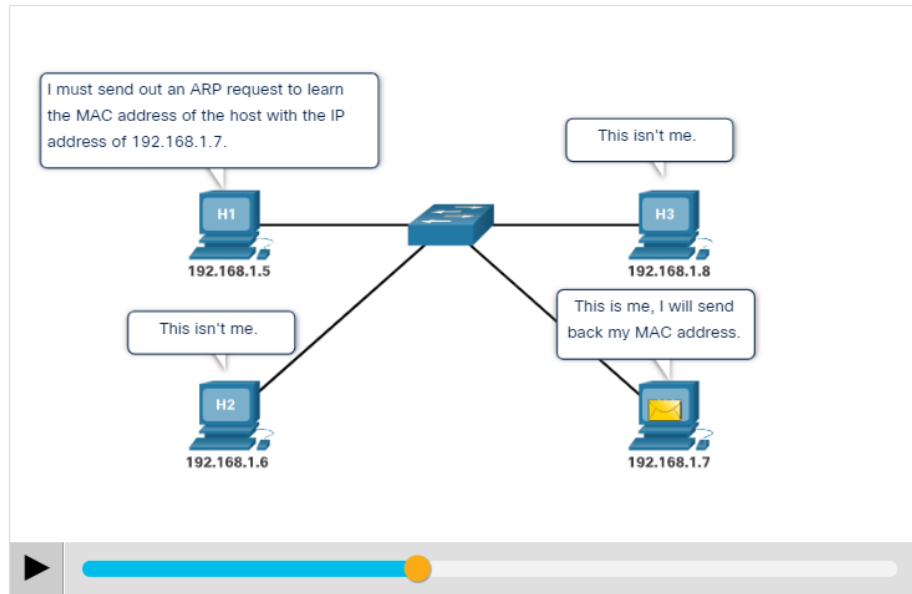 I must send out an ARP request to learn
the MAC address of the host with the IP
address of 192.168.1.7.
This isn't me.
H1
H3
192.168.1.5
192.168.1.8
This isn't me.
This is me, I will send
back my MAC address.
H2
192.168.1.6
192.168.1.7